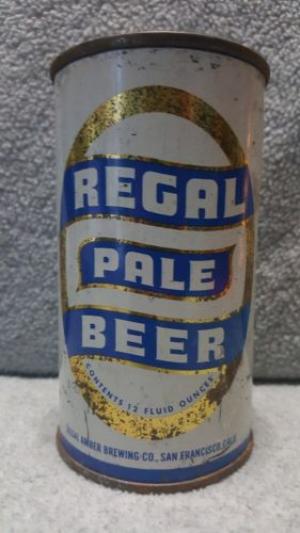 REGAL
PALE
BEER
CONTENTS 12 FLUID OUNCES
REGAL AMBER BREWING CO., SAN FRANCISCO, CALIF.